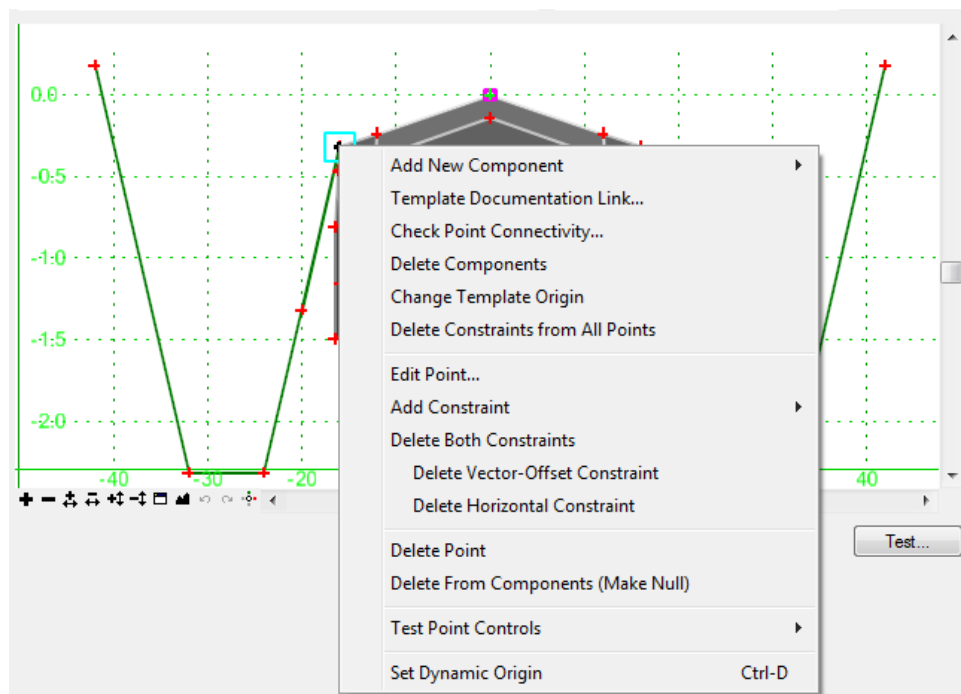 0.0
Add New Component
-0.5
Template Documentation Link...
Check Point Connectivity...
-1.0
Delete Components
Change Template Origin
-1.5
Delete Constraints from All Points
Edit Point...
-2.0
Add Constraint
Delete Both Constraints
-40 -30 -20 40
Delete Vector-Offset Constraint
Delete Horizontal Constraint
Test...
Delete Point
Delete From Components (Make Null)
Test Point Controls
Set Dynamic Origin Ctrl-D